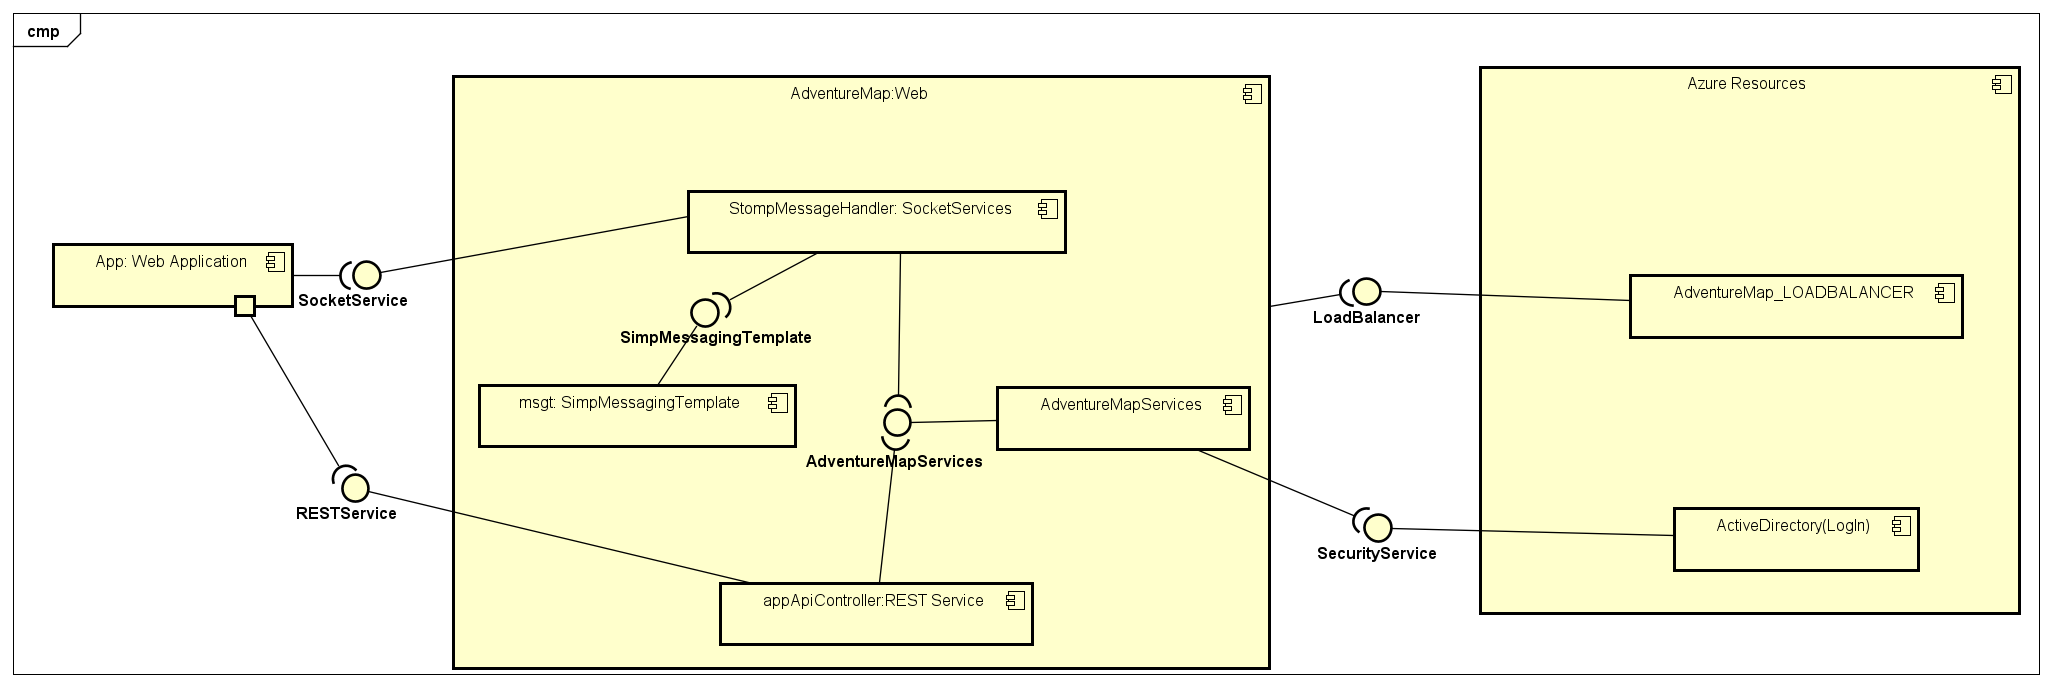 cmp
AdventureMap:Web
Azure Resources
StompMessageHandler: SocketServices
App: Web Application
SocketService
SimpMessagingTemplate
LoadBalancer
AdventureMap_LOADBALANCER
msgt: SimpMessagingTemplate
AdventureMapServices
AdventureMapServices
RESTService
SecurityService
ActiveDirectory(LogIn)
appApiController:REST Service